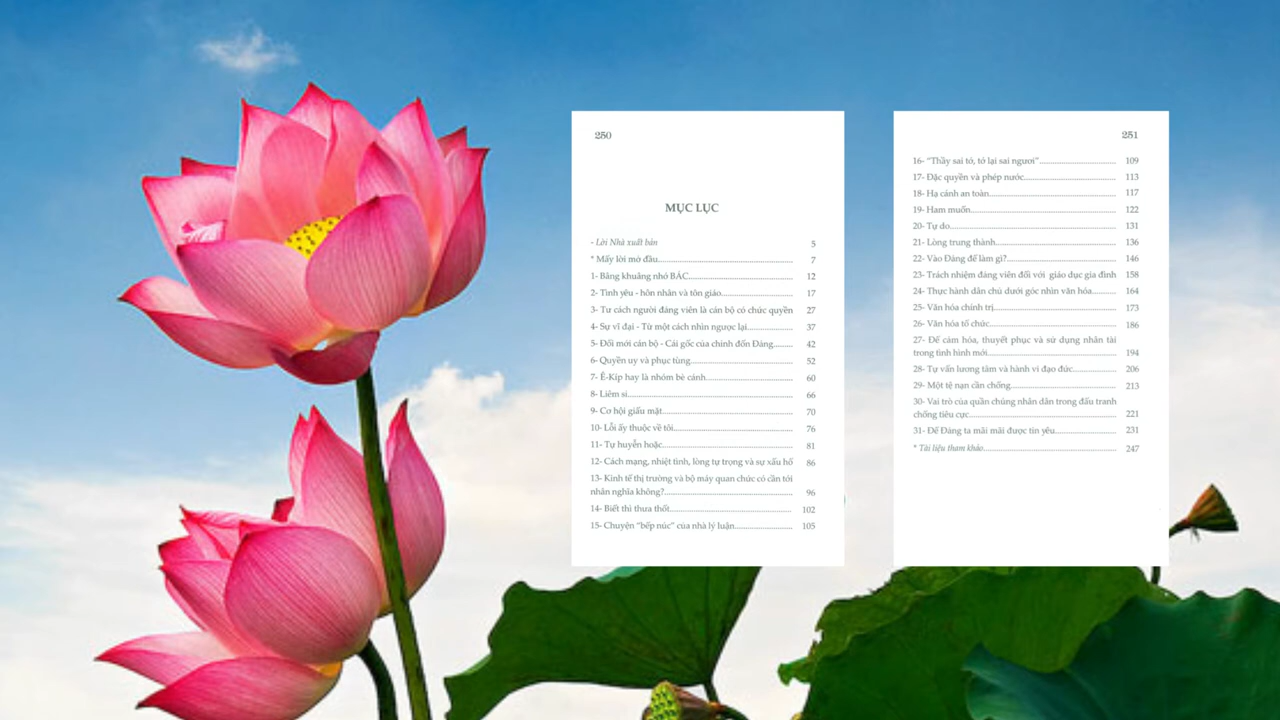 250
MỤC LỤC
- Lời Nhà xuất bản 5
* Mấy lời mở đầu 7
1- Bâng khuâng nhớ BÁC 12
2- Tình yêu - hôn nhân và tôn giáo 17
3- Tư cách người đảng viên là cán bộ có chức quyền 27
4- Sự vĩ đại - Từ một cách nhìn ngược lại 37
5- Đổi mới cán bộ - Cái gốc của chỉnh đốn Đảng 42
6- Quyền uy và phục tùng 52
7- Ê-Kíp hay là nhóm bè cánh 60
8- Liêm sỉ 66
9- Cơ hội giấu mặt 70
10- Lỗi ấy thuộc về tôi 76
11- Tự huyễn hoặc 81
12- Cách mạng, nhiệt tình, lòng tự trọng và sự xấu hổ 86
13- Kinh tế thị trường và bộ máy quan chức có cần tới
nhân nghĩa không? 96
14- Biết thì thưa thốt 102
15- Chuyện "bếp núc" của nhà lý luận 105
251
16- "Thầy sai tớ, tớ lại sai người" 109
17- Đặc quyền và phép nước 113
18- Hạ cánh an toàn 117
19- Ham muốn 122
20- Tự do 131
21- Lòng trung thành 136
22- Vào Đảng để làm gì? 146
23- Trách nhiệm đảng viên đối với giáo dục gia đình 158
24- Thực hành dân chủ dưới góc nhìn văn hóa 164
25- Văn hóa chính trị 173
26- Văn hóa tổ chức 186
27- Để cảm hóa, thuyết phục và sử dụng nhân tài
trong tình hình mới 194
28- Tự vấn lương tâm và hành vi đạo đức 206
29- Một tệ nạn cần chống 213
30- Vai trò của quần chúng nhân dân trong đấu tranh
chống tiêu cực 221
31- Để Đảng ta mãi mãi được tin yêu 231
* Tài liệu tham khảo 247